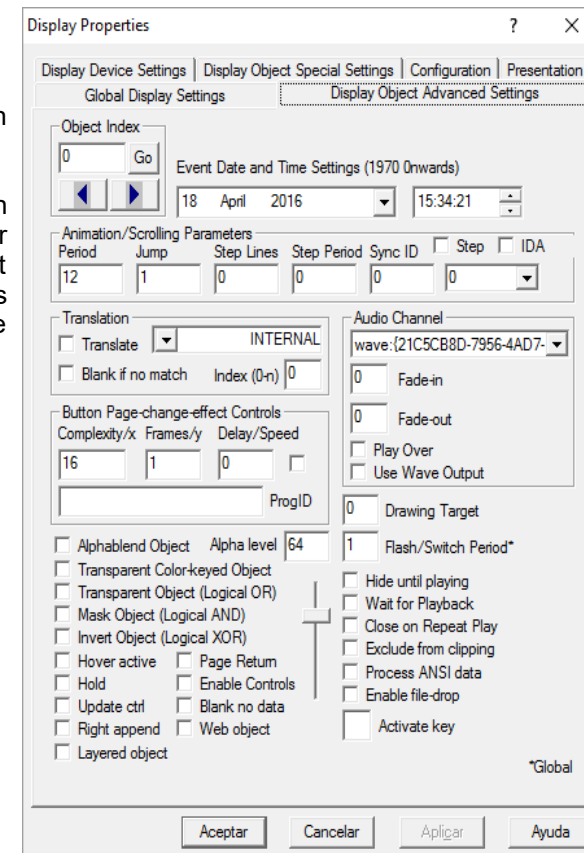 Display Properties ? X
Display Device Settings Display Object Special Settings Configuration Presentation
Global Display Settings Display Object Advanced Settings
Object Index
0 Go
Event Date and Time Settings (1970 Onwards)
18 April 2016 15:34:21
Animation/Scrolling Parameters
Period Jump Step Lines Step Period Sync ID Step IDA
12 1 0 0 0 0
Translation
Translate INTERNAL
Blank if no match Index (0-n) 0
Audio Channel
wave:{21C5CB8D-7956-4AD7-
0 Fade-in
0 Fade-out
Play Over
Use Wave Output
Button Page-change-effect Controls
Complexity/x Frames/y Delay/Speed
16 1 0
ProgID
0 Drawing Target
1 Flash/Switch Period*
Alphablend Object Alpha level 64
Transparent Color-keyed Object
Transparent Object (Logical OR)
Mask Object (Logical AND)
Invert Object (Logical XOR)
Hover active Page Return
Hold Enable Controls
Update ctrl Blank no data
Right append Web object
Layered object
Hide until playing
Wait for Playback
Close on Repeat Play
Exclude from clipping
Process ANSI data
Enable file-drop
Activate key
*Global
Aceptar Cancelar Aplicar Ayuda